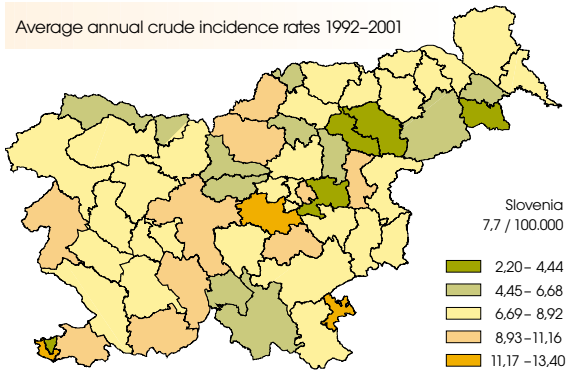 Average annual crude incidence rates 1992–2001
Slovenia
7,7 / 100.000
2,20 – 4,44
4,45 – 6,68
6,69 – 8,92
8,93 –11,16
11,17 –13,40